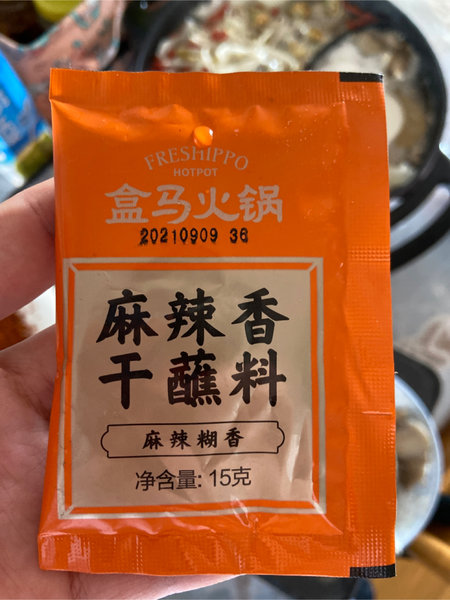 FRESHIPPO
HOTPOT
盒马火锅
20210909 36
麻辣香
干蘸料
麻辣糊香
净含量: 15克